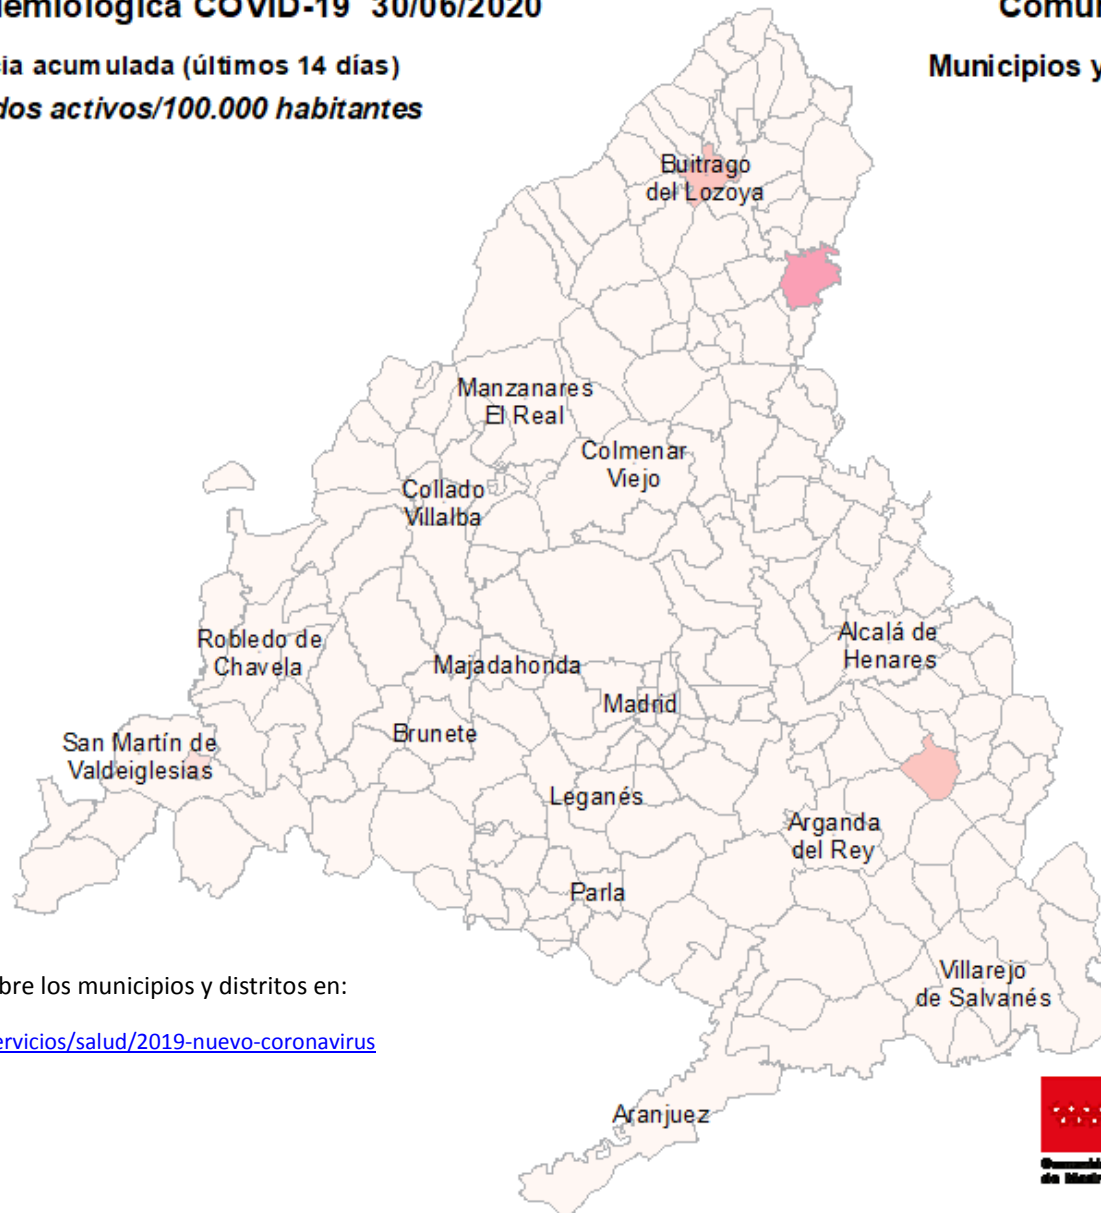 emiológica COVID-19 30/06/2020
Comu
cia acumulada (últimos 14 días)
Municipios y
dos activos/100.000 habitantes
Buitrago
del Lozoya
Manzanares
El Real
Colmenar
Viejo
Collado
Villalba
Robledo de
Chavela
Alcalá de
Henares
Majadahonda
Madrid
Brunete
San Martín de
Valdeiglesias
Leganés
Arganda
del Rey
Parla
Villarejo
de Salvanés
bre los municipios y distritos en:
ervicios/salud/2019-nuevo-coronavirus
Aranjuez
de Madr